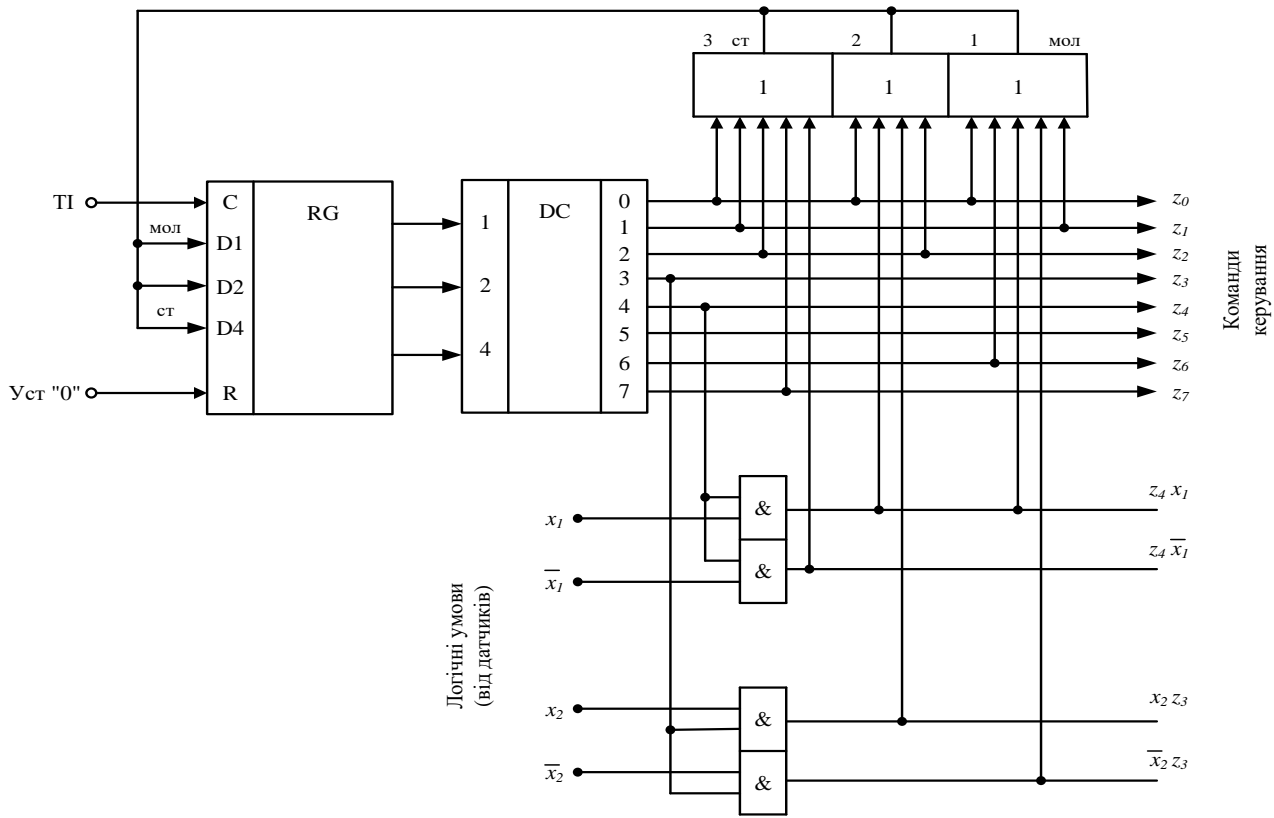 3 ст 2 1 мол
1 1 1
TI C RG DC 0 z0
1 1 z1
мол D1 2 z2
2 3 z3
D2 4 z4
ст D4 5 z5
4 6 z6
Уст "0" R 7 z7
Команди
керування
& z4 x1
x1
& z4 x̅1
x̅1
Логічні умови
(від датчиків)
x2 & x2 z3
x̅2 & x̅2 z3